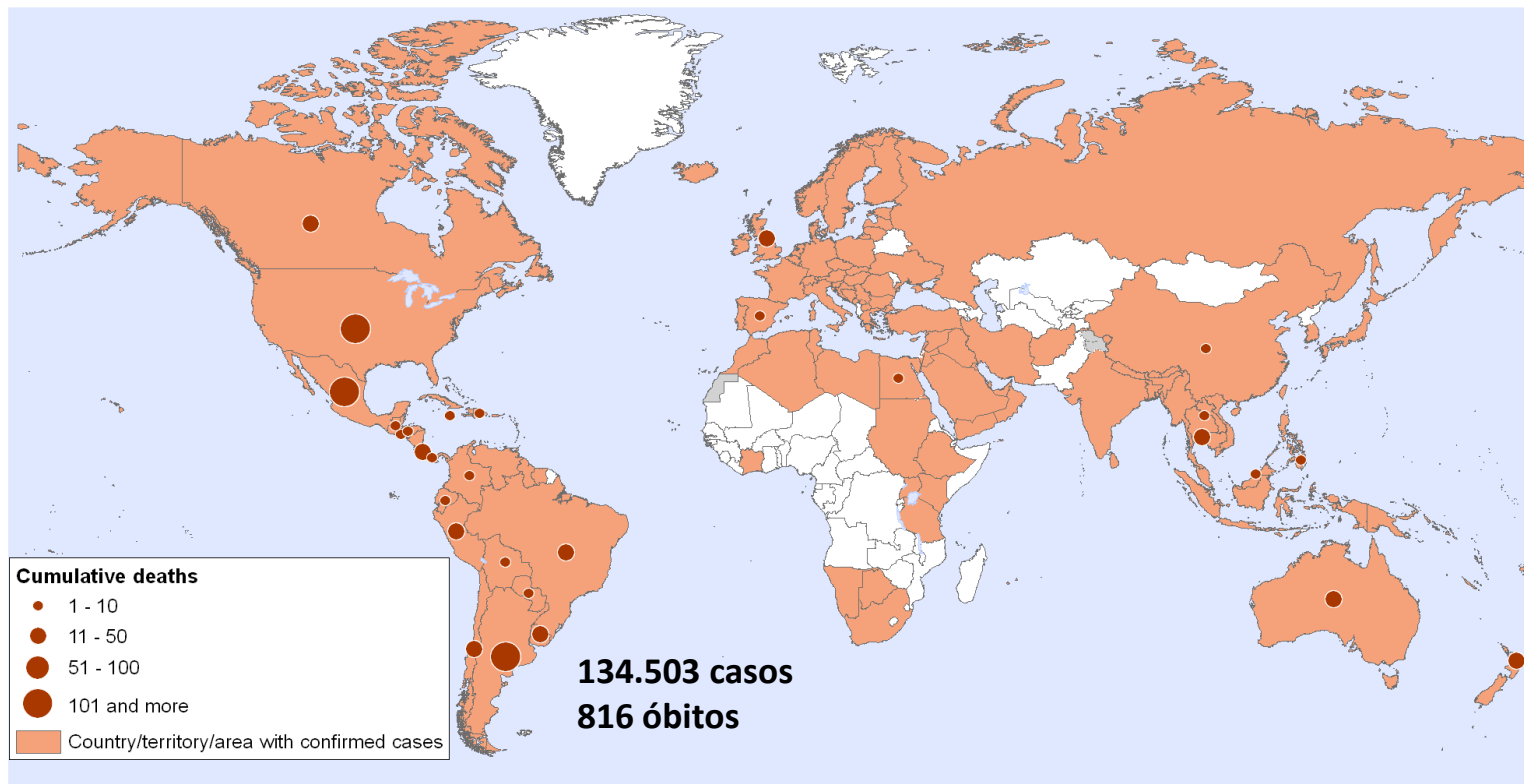 Cumulative deaths
1 - 10
11 - 50
51 - 100
101 and more
Country/territory/area with confirmed cases
134.503 casos
816 óbitos